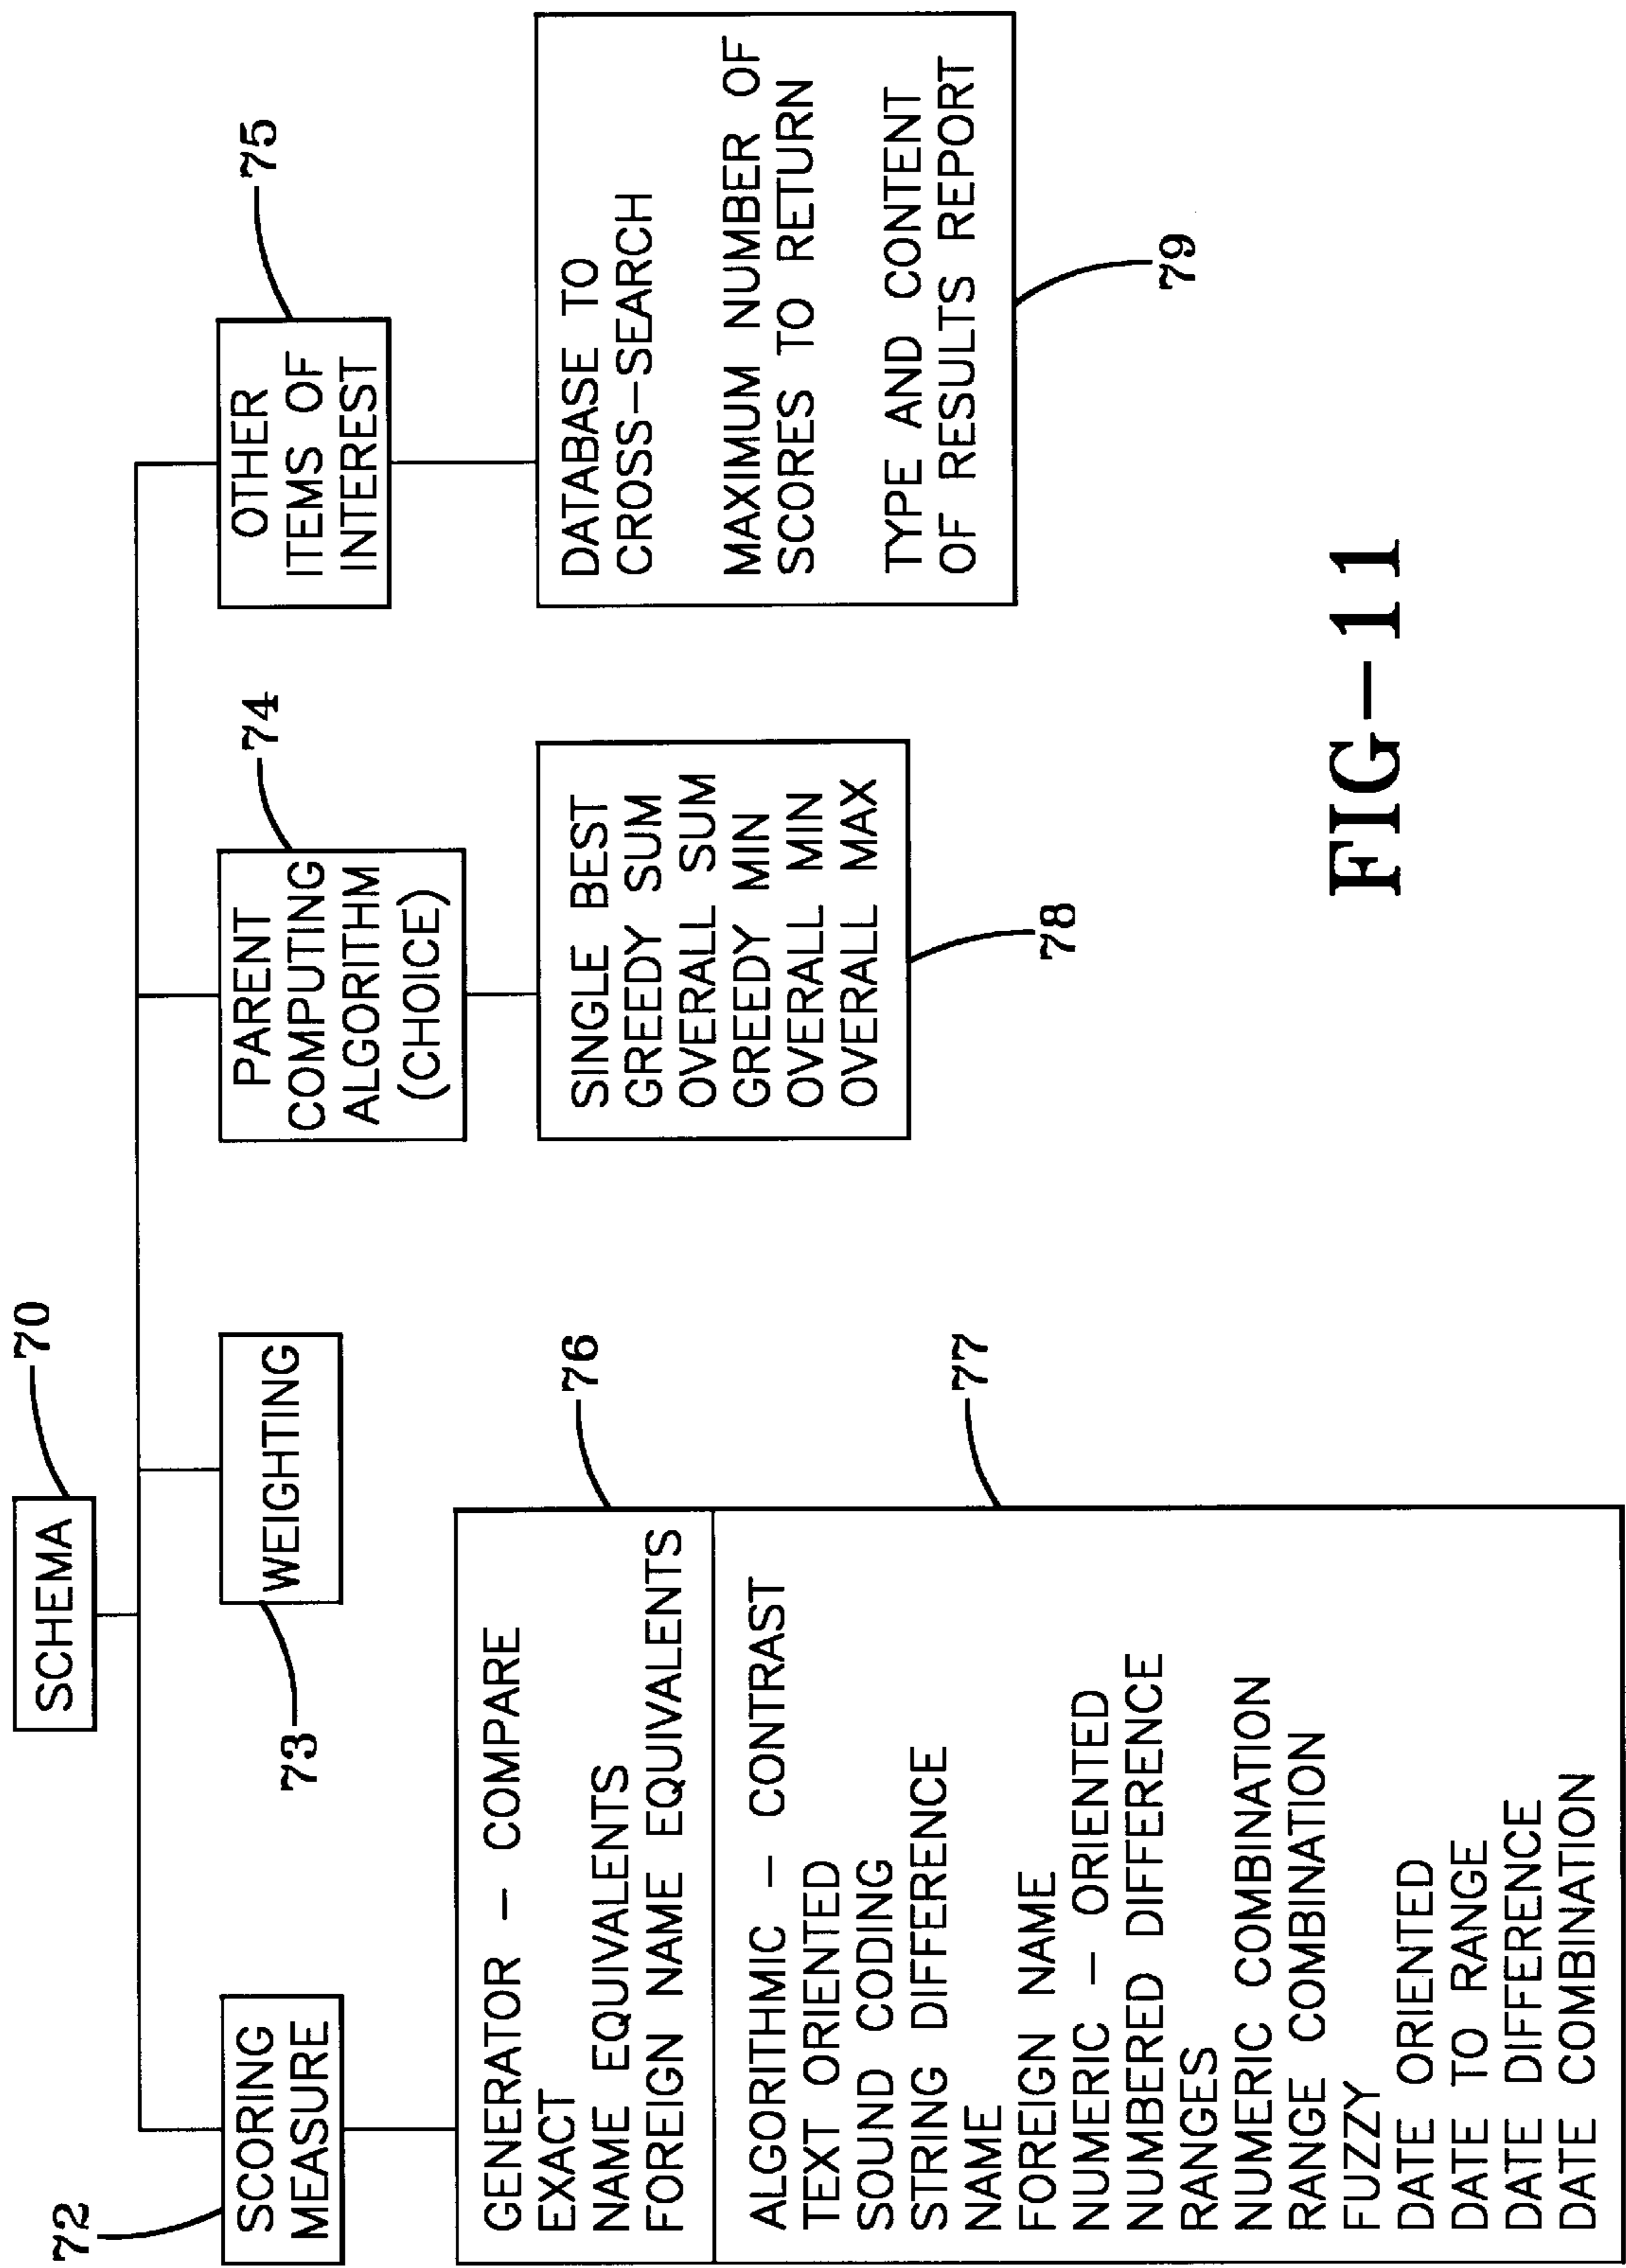 SCHEMA
70
72
SCORING
MEASURE
73
WEIGHTING
74
PARENT
COMPUTING
ALGORITHM
(CHOICE)
75
OTHER
ITEMS OF
INTEREST
76
GENERATOR - COMPARE
EXACT
NAME EQUIVALENTS
FOREIGN NAME EQUIVALENTS
77
ALGORITHMIC - CONTRAST
TEXT ORIENTED
SOUND CODING
STRING DIFFERENCE
NAME
FOREIGN NAME
NUMERIC - ORIENTED
NUMBERED DIFFERENCE
RANGES
NUMERIC COMBINATION
RANGE COMBINATION
FUZZY
DATE ORIENTED
DATE TO RANGE
DATE DIFFERENCE
DATE COMBINATION
SINGLE BEST
GREEDY SUM
OVERALL SUM
GREEDY MIN
OVERALL MIN
OVERALL MAX
78
DATABASE TO
CROSS-SEARCH
MAXIMUM NUMBER OF
SCORES TO RETURN
TYPE AND CONTENT
OF RESULTS REPORT
79
FIG-11